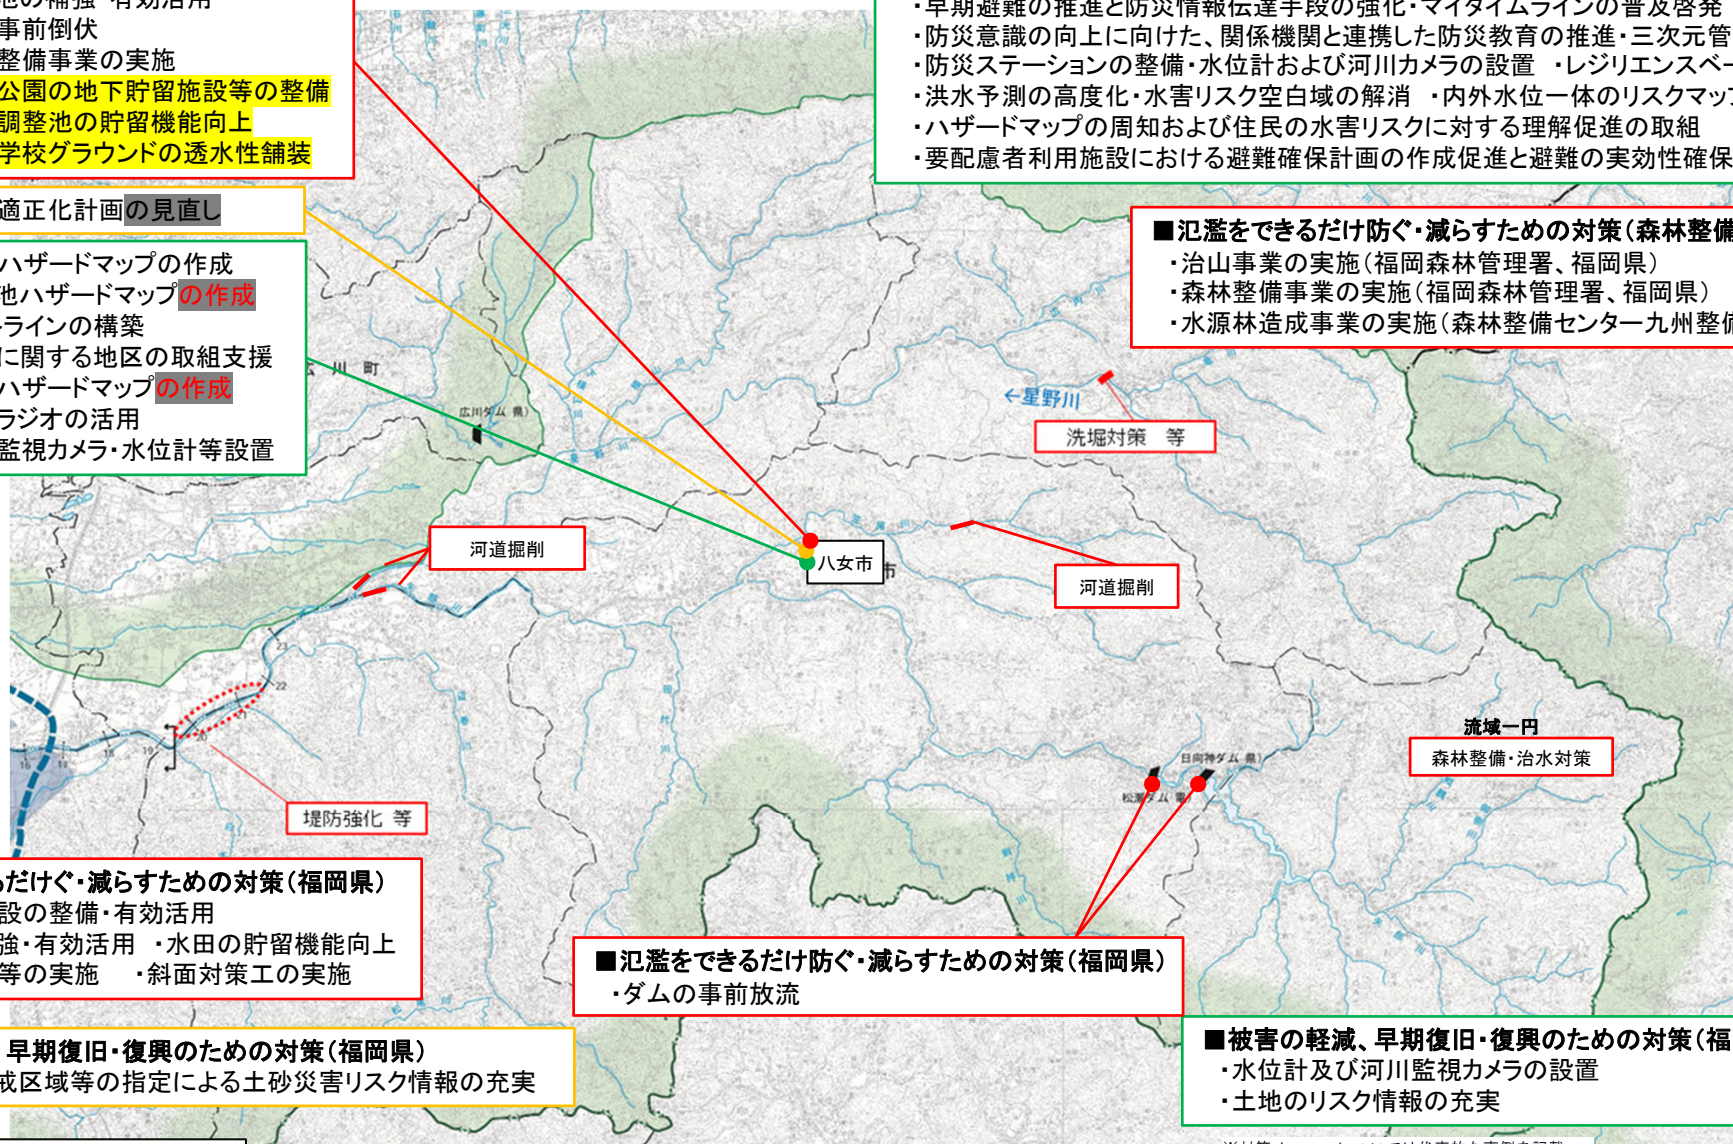 池の補強・有効活用
事前倒伏
整備事業の実施
公園の地下貯留施設等の整備
調整池の貯留機能向上
学校グラウンドの透水性舗装
適正化計画の見直し
ハザードマップの作成
池ハザードマップの作成
ラインの構築
に関する地区の取組支援
ハザードマップの作成
ラジオの活用
監視カメラ・水位計等設置
・早期避難の推進と防災情報伝達手段の強化・マイタイムラインの普及啓発
・防災意識の向上に向けた、関係機関と連携した防災教育の推進・三次元管
・防災ステーションの整備・水位計および河川カメラの設置 ・レジリエンスベー
・洪水予測の高度化・水害リスク空白域の解消 ・内外水位一体のリスクマップ
・ハザードマップの周知および住民の水害リスクに対する理解促進の取組
・要配慮者利用施設における避難確保計画の作成促進と避難の実効性確保
■氾濫をできるだけ防ぐ・減らすための対策(森林整備
・治山事業の実施(福岡森林管理署、福岡県)
・森林整備事業の実施(福岡森林管理署、福岡県)
・水源林造成事業の実施(森林整備センター九州整備
川 町
広川ダム 県)
←星野川
洗堀対策 等
星 野 川
河道掘削
八女市
市
河道掘削
23
22
21
20
19
18
17
16
堤防強化 等
流域一円
森林整備・治水対策
日向神ダム 県)
松瀬ダム 電)
だけぐ・減らすための対策(福岡県)
設の整備・有効活用
強・有効活用 ・水田の貯留機能向上
等の実施 ・斜面対策工の実施
■氾濫をできるだけ防ぐ・減らすための対策(福岡県)
・ダムの事前放流
早期復旧・復興のための対策(福岡県)
戒区域等の指定による土砂災害リスク情報の充実
■被害の軽減、早期復旧・復興のための対策(福
・水位計及び河川監視カメラの設置
・土地のリスク情報の充実